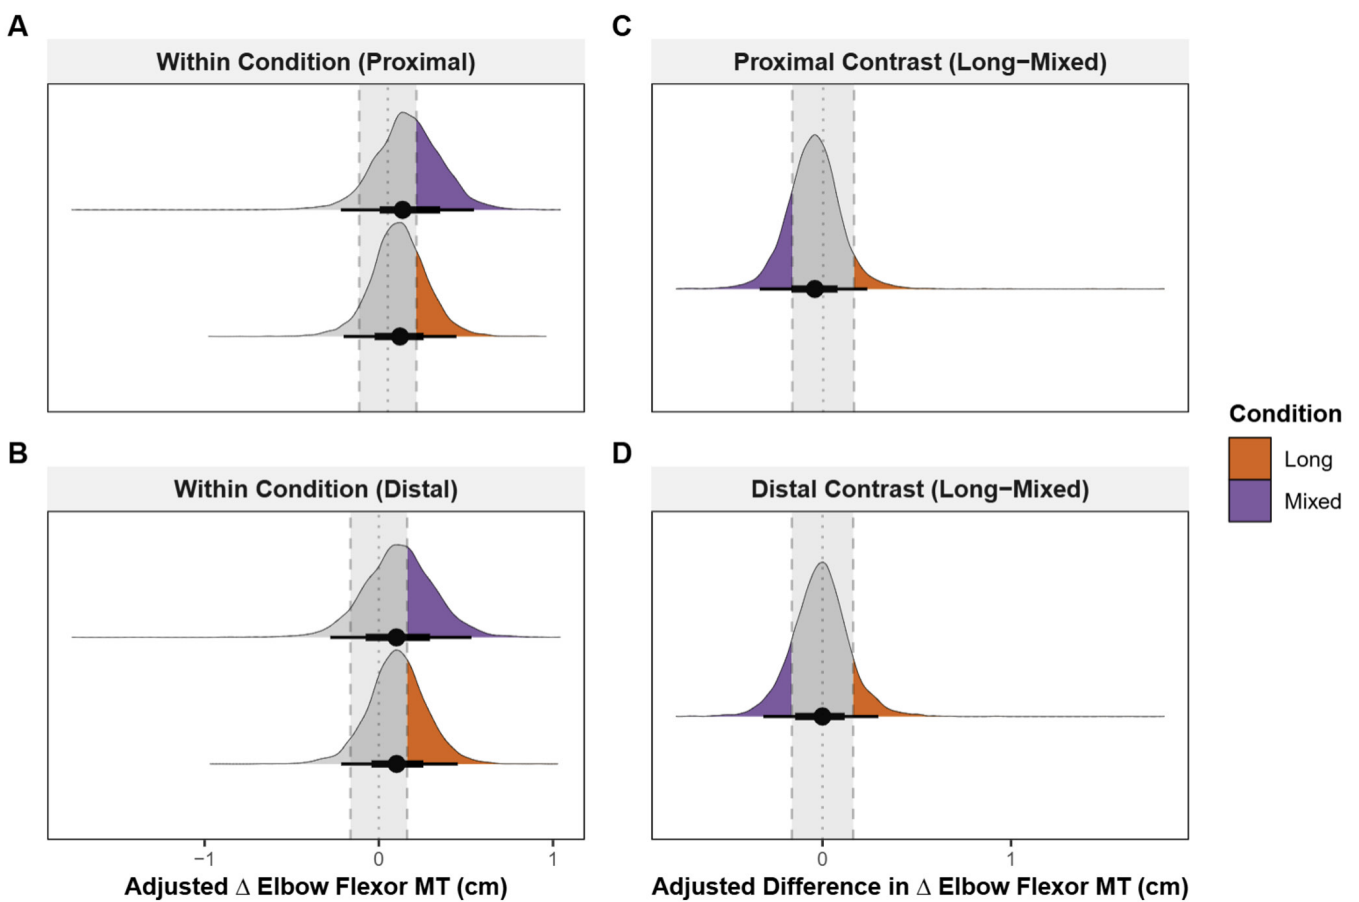 A
Within Condition (Proximal)
C
Proximal Contrast (Long−Mixed)
B
Within Condition (Distal)
−1
0
1
Adjusted Δ Elbow Flexor MT (cm)
D
Distal Contrast (Long−Mixed)
0
1
Adjusted Difference in Δ Elbow Flexor MT (cm)
Condition
Long
Mixed